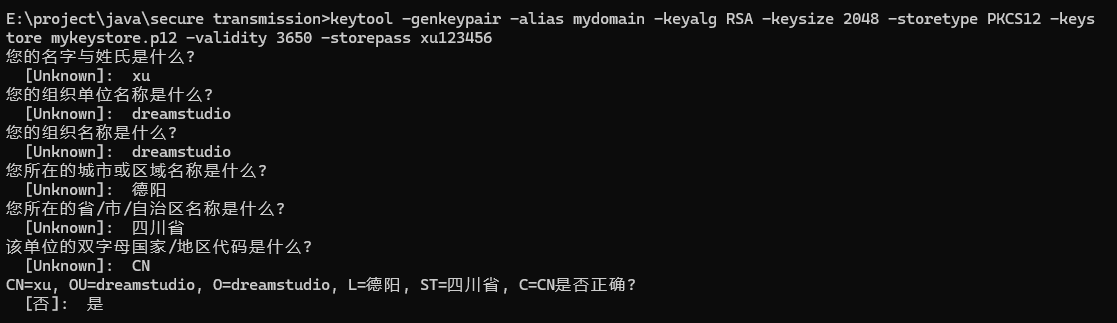 E:\project\java\secure transmission>keytool -genkeypair -alias mydomain -keyalg RSA -keysize 2048 -storetype PKCS12 -keys
tore mykeystore.p12 -validity 3650 -storepass xu123456
您的名字与姓氏是什么?
  [Unknown]:  xu
您的组织单位名称是什么?
  [Unknown]:  dreamstudio
您的组织名称是什么?
  [Unknown]:  dreamstudio
您所在的城市或区域名称是什么?
  [Unknown]:  德阳
您所在的省/市/自治区名称是什么?
  [Unknown]:  四川省
该单位的双字母国家/地区代码是什么?
  [Unknown]:  CN
CN=xu, OU=dreamstudio, O=dreamstudio, L=德阳, ST=四川省, C=CN是否正确?
  [否]:  是